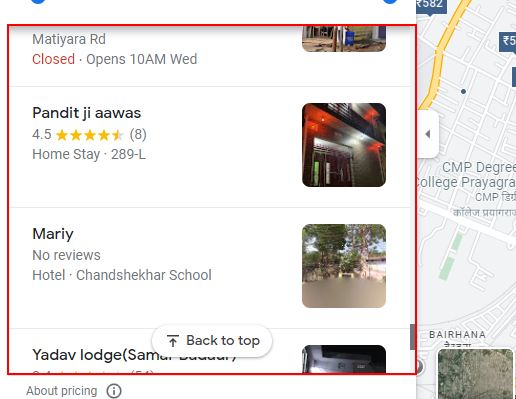 Matiyara Rd
Closed · Opens 10AM Wed
Pandit ji aawas
4.5 (8)
Home Stay · 289-L
Mariy
No reviews
Hotel · Chandshekhar School
Back to top
Yadav lodge(Samar Bahadur)
About pricing
₹582
₹5
CMP Degree
College Prayagra
CMP डिग्री
कॉलेज प्रयागराज
BAIRHANA